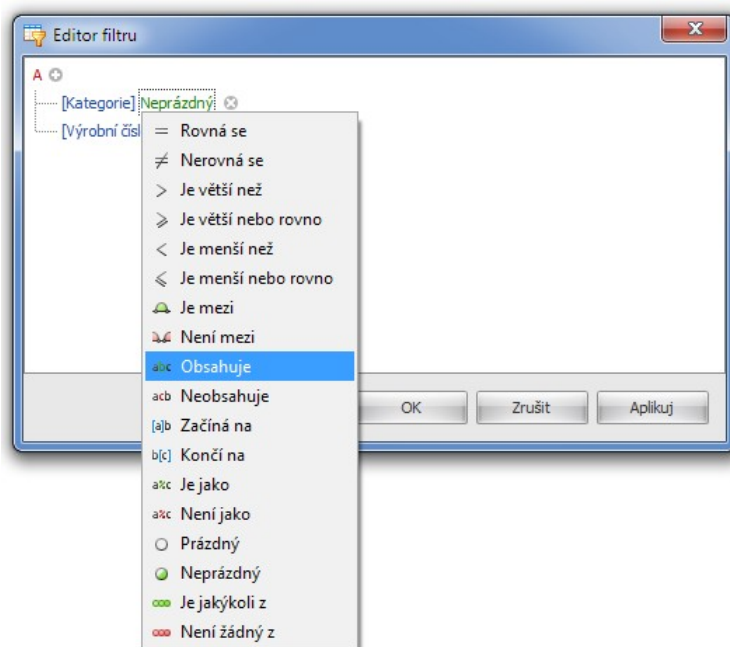 Editor filtru
A
[Kategorie] Neprázdný
[Výrobní
= Rovná se
≠ Nerovná se
> Je větší než
⩾ Je větší nebo rovno
< Je menší než
⩽ Je menší nebo rovno
Je mezi
Není mezi
abc Obsahuje
acb Neobsahuje
[a]b Začíná na
b[c] Končí na
a%c Je jako
a%c Není jako
Prázdný
Neprázdný
Je jakýkoli z
Není žádný z
OK Zrušit Aplikuj